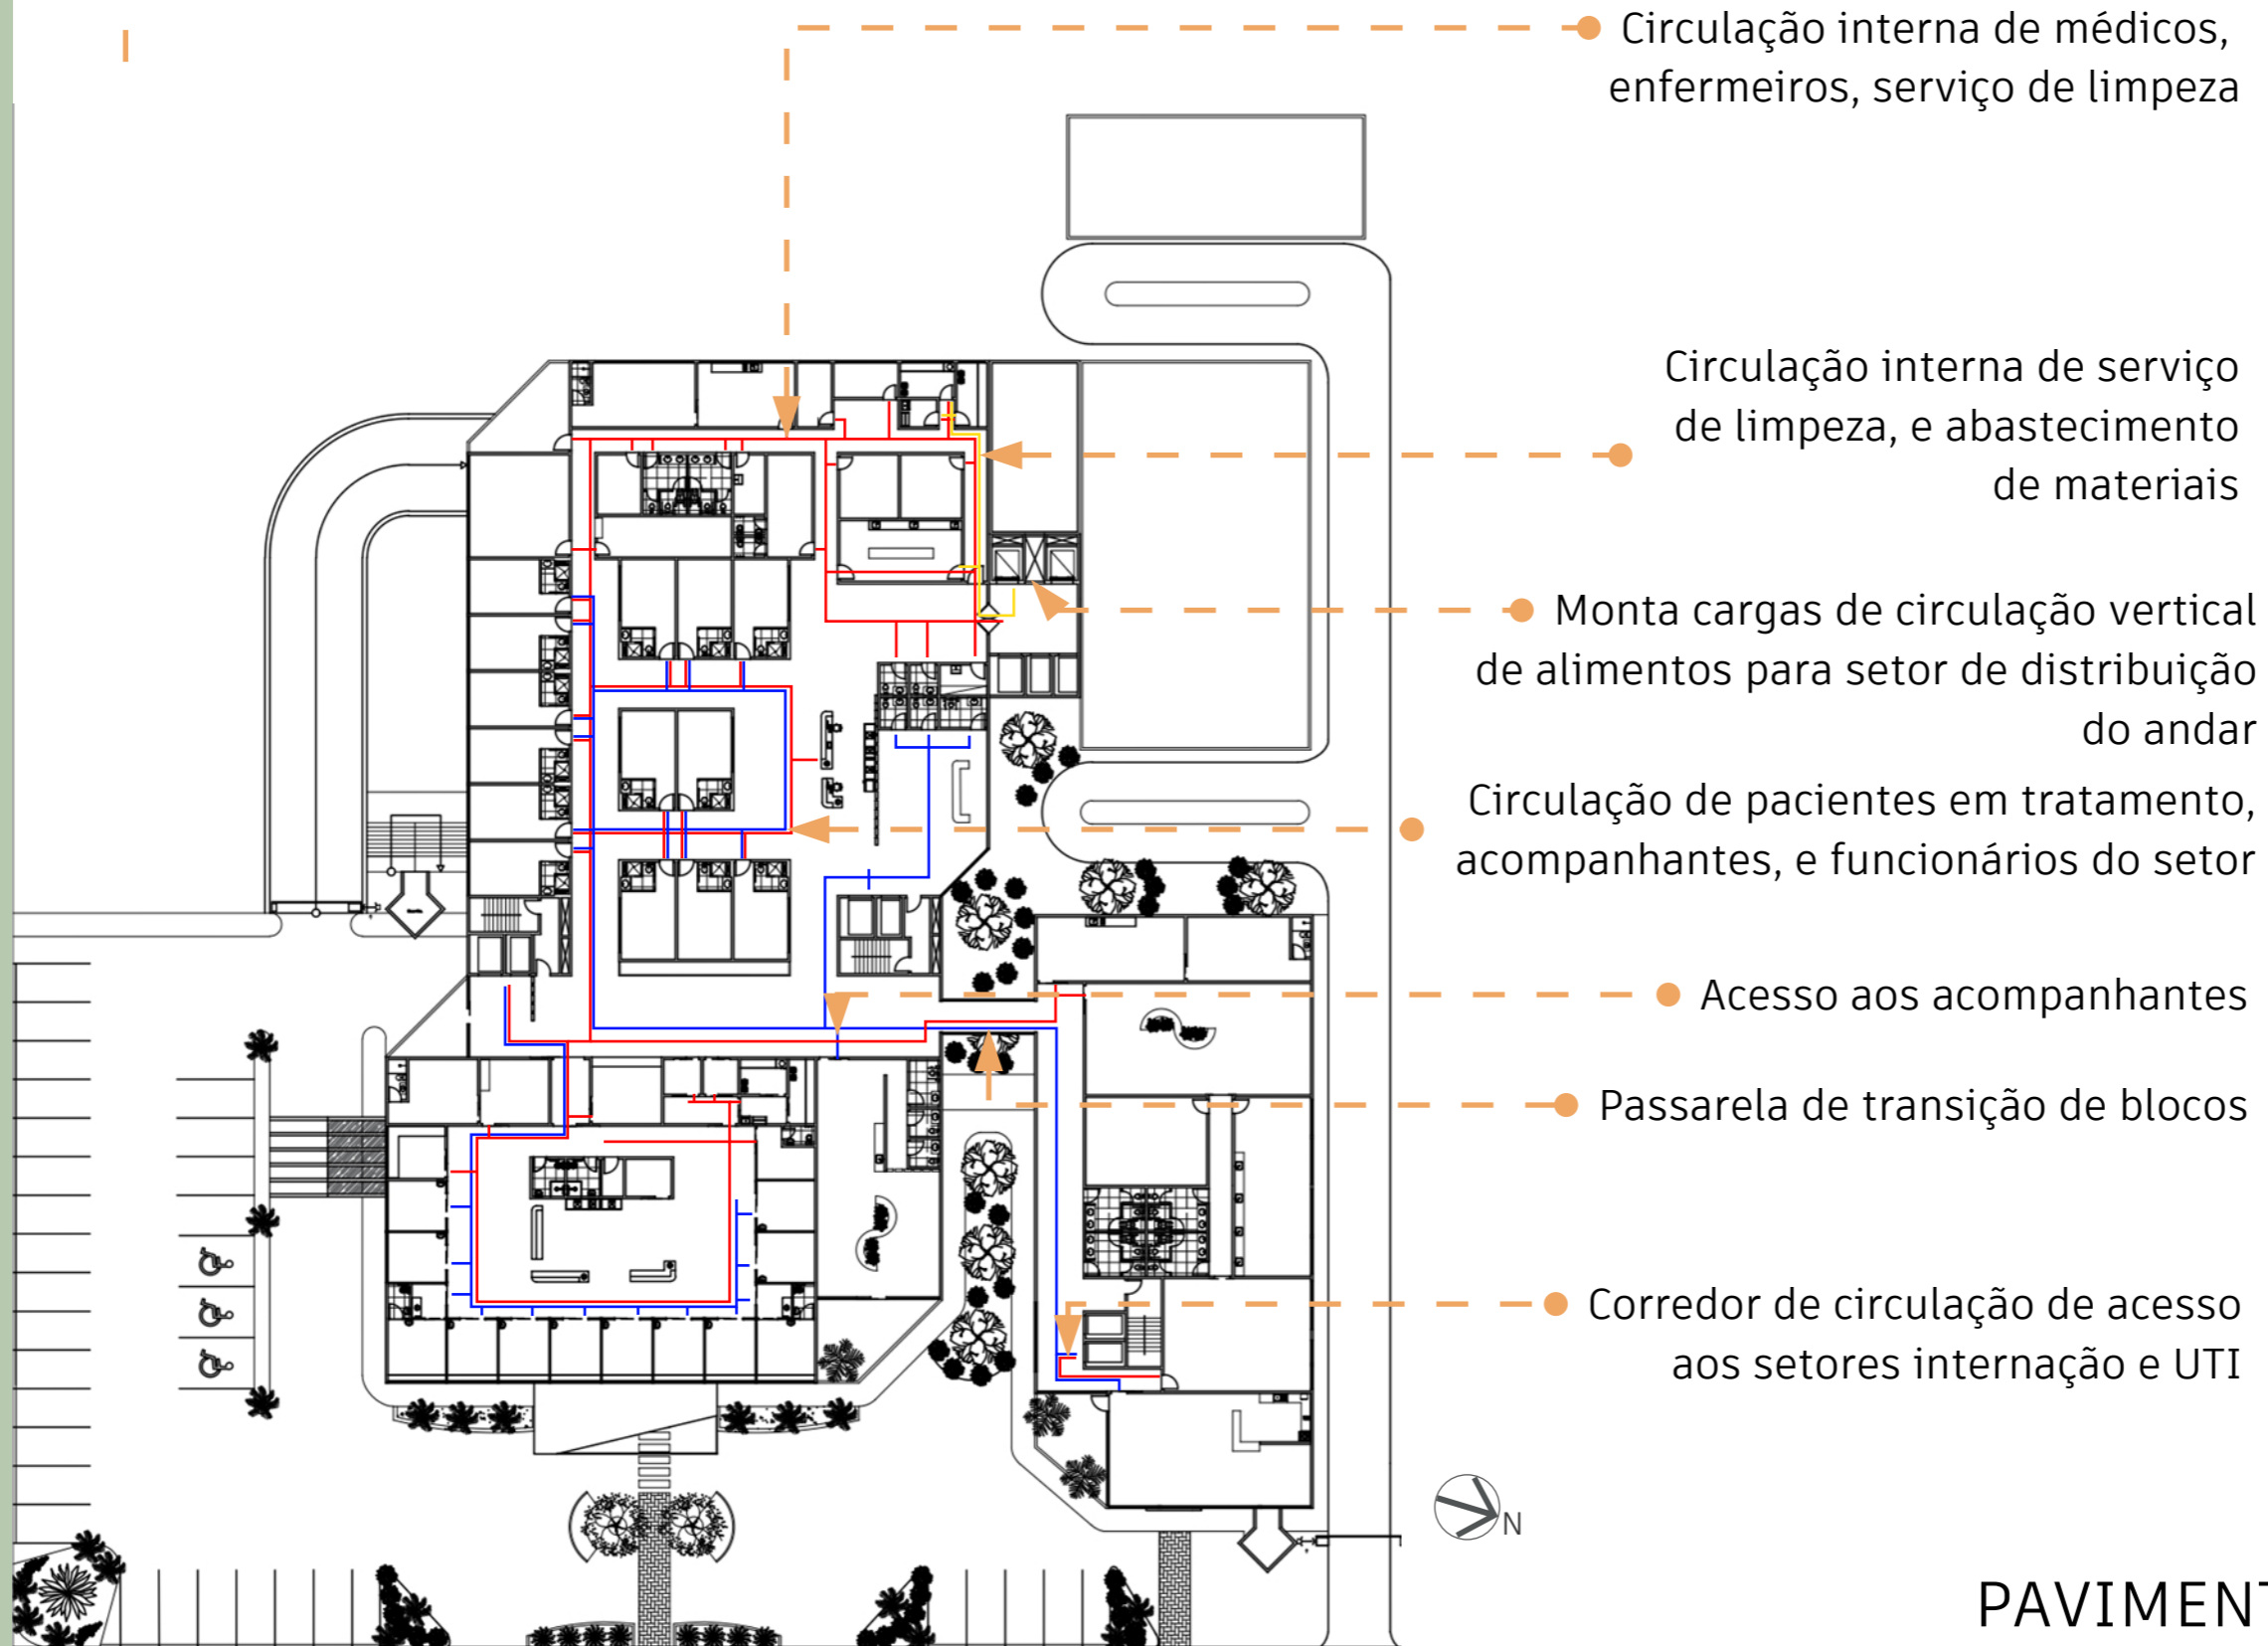 Circulação interna de médicos,
enfermeiros, serviço de limpeza
Circulação interna de serviço
de limpeza, e abastecimento
de materiais
Monta cargas de circulação vertical
de alimentos para setor de distribuição
do andar
Circulação de pacientes em tratamento,
acompanhantes, e funcionários do setor
Acesso aos acompanhantes
Passarela de transição de blocos
Corredor de circulação de acesso
aos setores internação e UTI
N
PAVIMENT